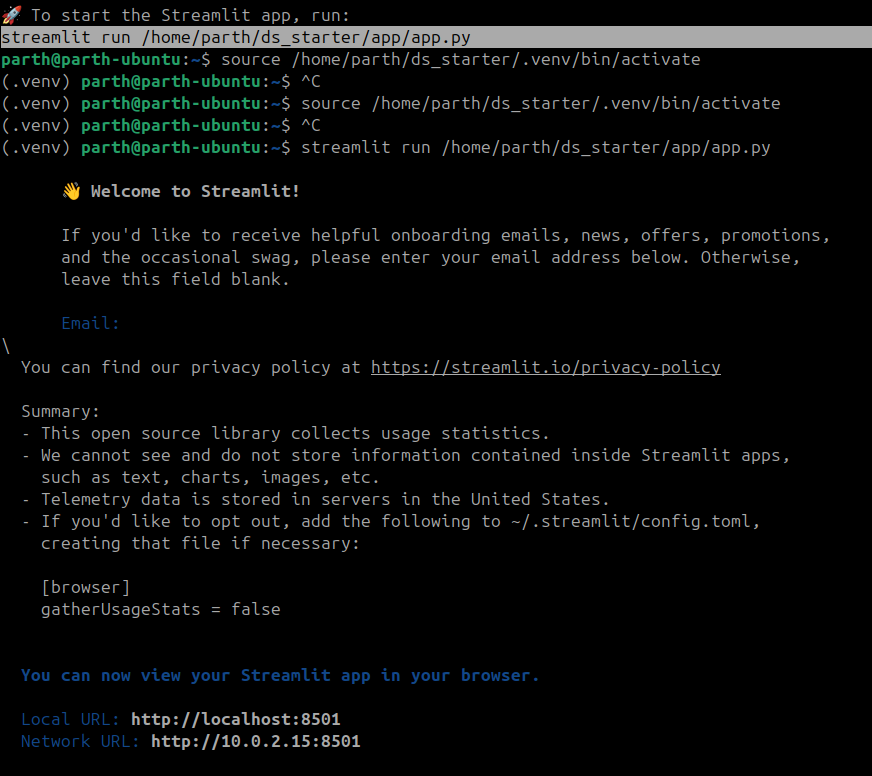 🚀 To start the Streamlit app, run:
streamlit run /home/parth/ds_starter/app/app.py
parth@parth-ubuntu:~$ source /home/parth/ds_starter/.venv/bin/activate
(.venv) parth@parth-ubuntu:~$ ^C
(.venv) parth@parth-ubuntu:~$ source /home/parth/ds_starter/.venv/bin/activate
(.venv) parth@parth-ubuntu:~$ ^C
(.venv) parth@parth-ubuntu:~$ streamlit run /home/parth/ds_starter/app/app.py
👋 Welcome to Streamlit!
If you'd like to receive helpful onboarding emails, news, offers, promotions,
and the occasional swag, please enter your email address below. Otherwise,
leave this field blank.
Email:
\
You can find our privacy policy at https://streamlit.io/privacy-policy
Summary:
- This open source library collects usage statistics.
- We cannot see and do not store information contained inside Streamlit apps,
such as text, charts, images, etc.
- Telemetry data is stored in servers in the United States.
- If you'd like to opt out, add the following to ~/.streamlit/config.toml,
creating that file if necessary:
[browser]
gatherUsageStats = false
You can now view your Streamlit app in your browser.
Local URL: http://localhost:8501
Network URL: http://10.0.2.15:8501